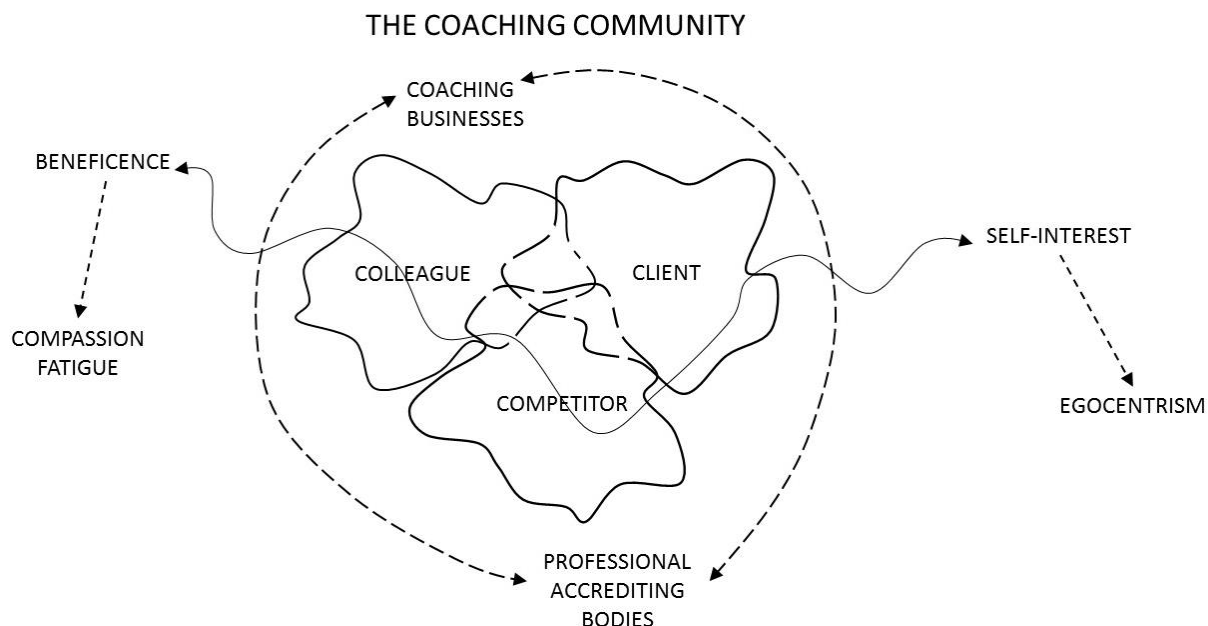 THE COACHING COMMUNITY
COACHING
BUSINESSES
BENEFICENCE
SELF-INTEREST
COLLEAGUE
CLIENT
COMPASSION
FATIGUE
COMPETITOR
EGOCENTRISM
PROFESSIONAL
ACCREDITING
BODIES